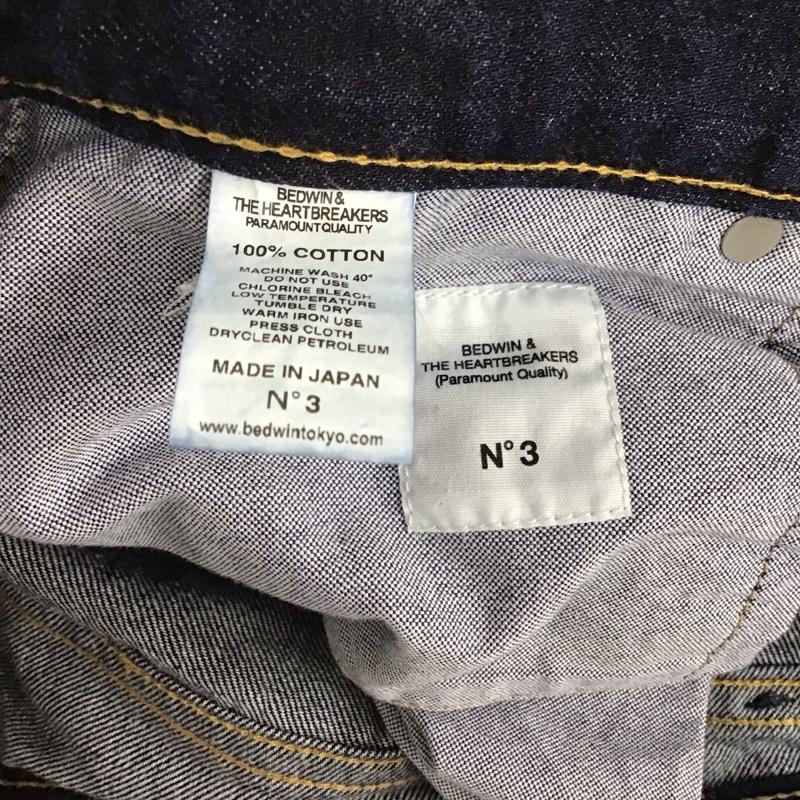 BEDWIN &
THE HEARTBREAKERS
PARAMOUNT QUALITY
100% COTTON
MACHINE WASH 40°
DO NOT USE
CHLORINE BLEACH
LOW TEMPERATURE
TUMBLE DRY
WARM IRON USE
PRESS CLOTH
DRYCLEAN PETROLEUM
MADE IN JAPAN
N° 3
www.bedwintokyo.com
BEDWIN &
THE HEARTBREAKERS
(Paramount Quality)
N° 3